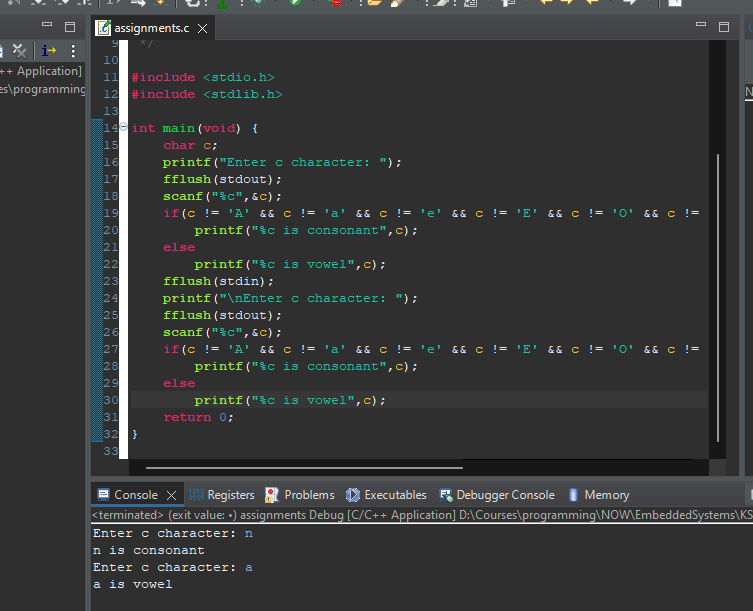 assignments.c
++ Application]
es\programming
9 */
10
11 #include <stdio.h>
12 #include <stdlib.h>
13
14 int main(void) {
15 char c;
16 printf("Enter c character: ");
17 fflush(stdout);
18 scanf("%c",&c);
19 if(c != 'A' && c != 'a' && c != 'e' && c != 'E' && c != 'O' && c !=
20 printf("%c is consonant",c);
21 else
22 printf("%c is vowel",c);
23 fflush(stdin);
24 printf("\nEnter c character: ");
25 fflush(stdout);
26 scanf("%c",&c);
27 if(c != 'A' && c != 'a' && c != 'e' && c != 'E' && c != 'O' && c !=
28 printf("%c is consonant",c);
29 else
30 printf("%c is vowel",c);
31 return 0;
32 }
33
Console Registers Problems Executables Debugger Console Memory
<terminated> (exit value: •) assignments Debug [C/C++ Application] D:\Courses\programming\NOW\EmbeddedSystems\KS
Enter c character: n
n is consonant
Enter c character: a
a is vowel